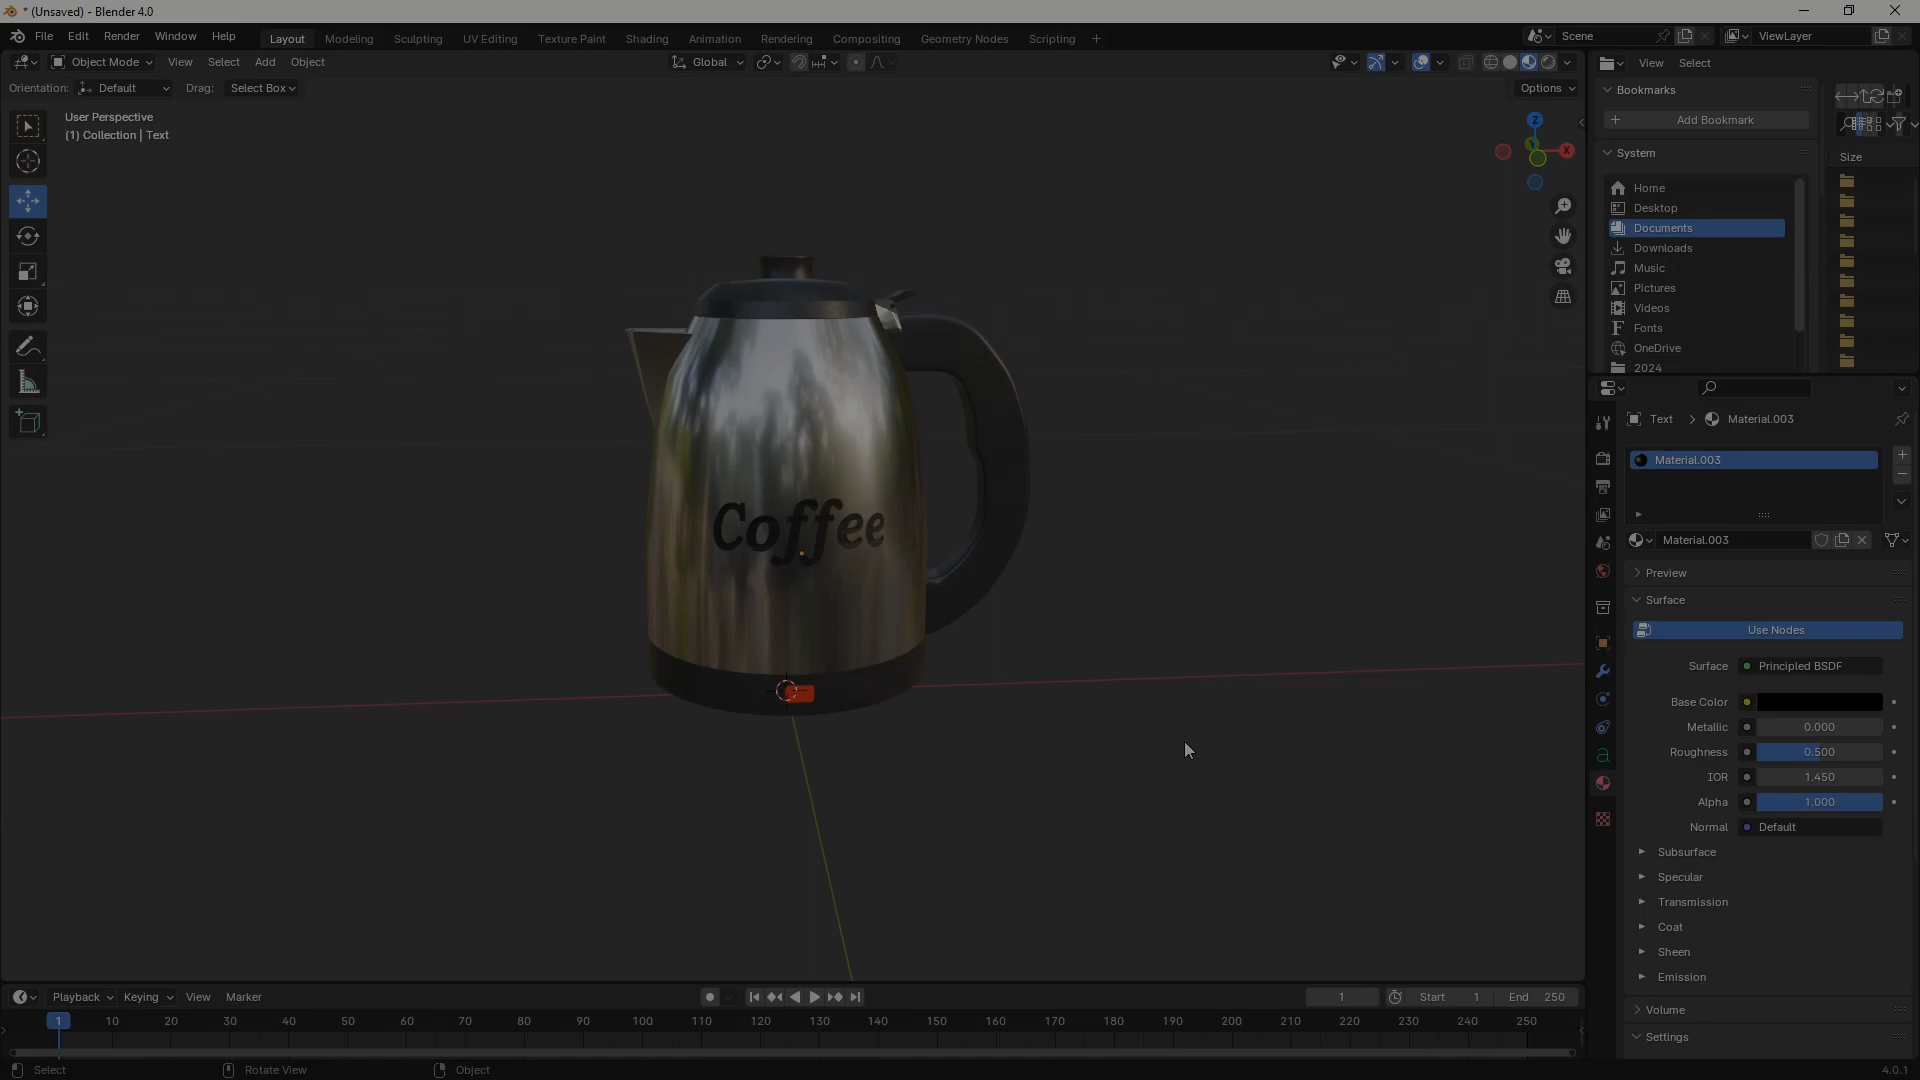 * (Unsaved) - Blender 4.0
File Edit Render Window Help
Layout Modeling Sculpting UV Editing Texture Paint Shading Animation Rendering Compositing Geometry Nodes Scripting +
Scene
ViewLayer
Object Mode View Select Add Object
Global
View Select
Orientation: Default Drag: Select Box
Options
User Perspective
(1) Collection | Text
Z
Y
X
Bookmarks
+ Add Bookmark
System
Size
Home
Desktop
Documents
Downloads
Music
Pictures
Videos
Fonts
OneDrive
2024
Coffee
Text > Material.003
Material.003
Material.003
Preview
Surface
Use Nodes
Surface Principled BSDF
Base Color
Metallic 0.000
Roughness 0.500
IOR 1.450
Alpha 1.000
Normal Default
Subsurface
Specular
Transmission
Coat
Sheen
Emission
Volume
Settings
Playback Keying View Marker
1 Start 1 End 250
1 10 20 30 40 50 60 70 80 90 100 110 120 130 140 150 160 170 180 190 200 210 220 230 240 250
Select Rotate View Object
4.0.1